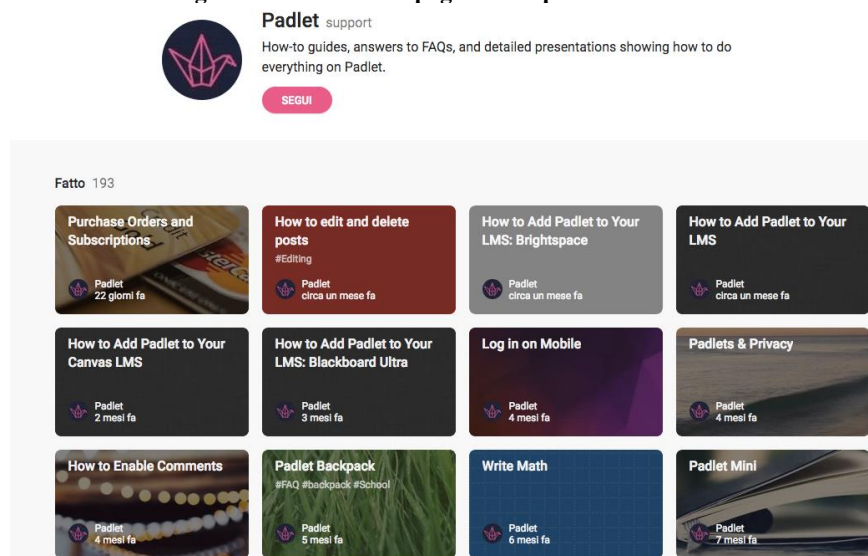 Padlet support
How-to guides, answers to FAQs, and detailed presentations showing how to do
everything on Padlet.
SEGUI
Fatto 193
Purchase Orders and
Subscriptions
Padlet
22 giorni fa
How to edit and delete
posts
#Editing
Padlet
circa un mese fa
How to Add Padlet to Your
LMS: Brightspace
Padlet
circa un mese fa
How to Add Padlet to Your
LMS
Padlet
circa un mese fa
How to Add Padlet to Your
Canvas LMS
Padlet
2 mesi fa
How to Add Padlet to Your
LMS: Blackboard Ultra
Padlet
3 mesi fa
Log in on Mobile
Padlet
4 mesi fa
Padlets & Privacy
Padlet
4 mesi fa
How to Enable Comments
Padlet
4 mesi fa
Padlet Backpack
#FAQ #backpack #School
Padlet
5 mesi fa
Write Math
Padlet
6 mesi fa
Padlet Mini
Padlet
7 mesi fa